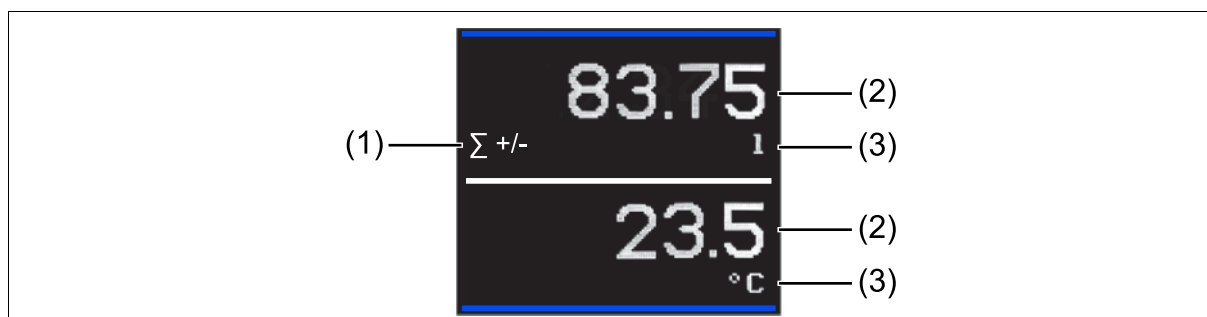 83.75 (2)
(1) ∑ +/- l (3)
23.5 (2)
°C (3)